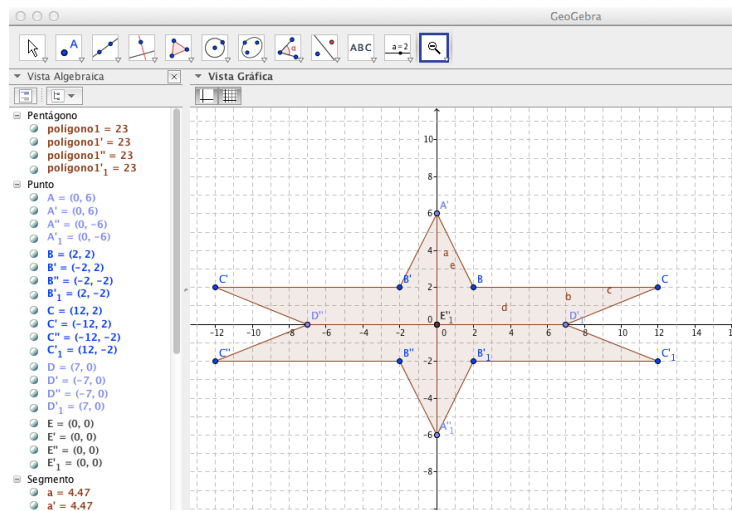 GeoGebra
A
ABC
a=2
Vista Algebraica
Vista Gráfica
Pentágono
polígono1 = 23
polígono1' = 23
polígono1'' = 23
polígono1'₁ = 23
Punto
A = (0, 6)
A' = (0, 6)
A'' = (0, -6)
A'₁ = (0, -6)
B = (2, 2)
B' = (-2, 2)
B'' = (-2, -2)
B'₁ = (2, -2)
C = (12, 2)
C' = (-12, 2)
C'' = (-12, -2)
C'₁ = (12, -2)
D = (7, 0)
D' = (-7, 0)
D'' = (-7, 0)
D'₁ = (7, 0)
E = (0, 0)
E' = (0, 0)
E'' = (0, 0)
E'₁ = (0, 0)
Segmento
a = 4.47
a' = 4.47
10
A'
6
4 a
e
C' B' B C
2 b c
d
0 E''₁
D'' D'₁
-12 -10 -8 -6 -4 -2 0 2 4 6 8 10 12 14
C'' B'' B'₁ C'₁
-2
-4
A''₁
-6
-8